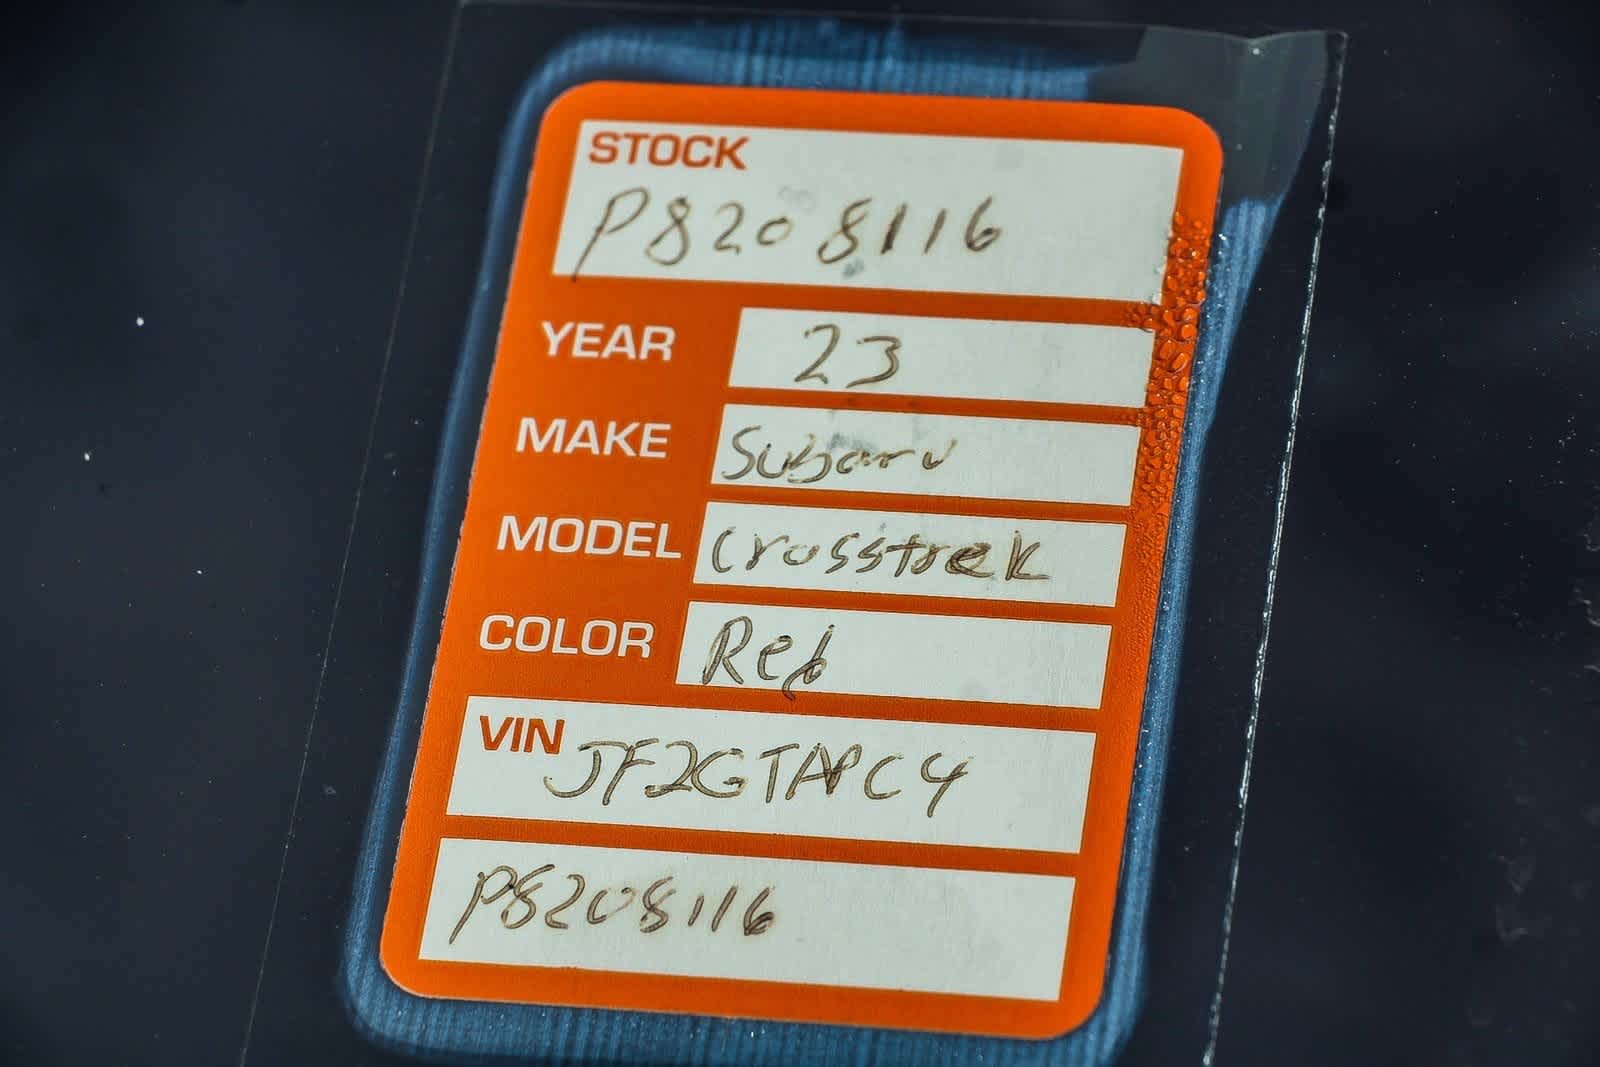 STOCK
P8208116
YEAR 23
MAKE Subaru
MODEL Crosstrek
COLOR Red
VIN JF2GTAPC4
P8208116